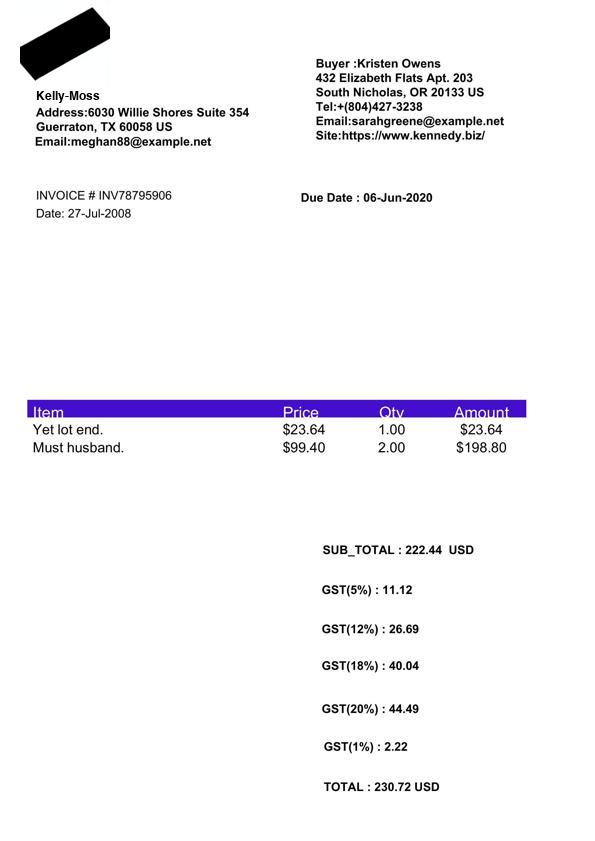 Kelly-Moss
Address:6030 Willie Shores Suite 354
Guerraton, TX 60058 US
Email:meghan88@example.net
Buyer :Kristen Owens
432 Elizabeth Flats Apt. 203
South Nicholas, OR 20133 US
Tel:+(804)427-3238
Email:sarahgreene@example.net
Site:https://www.kennedy.biz/
INVOICE # INV78795906
Date: 27-Jul-2008
Due Date : 06-Jun-2020
Item Price Qty Amount
Yet lot end. $23.64 1.00 $23.64
Must husband. $99.40 2.00 $198.80
SUB_TOTAL : 222.44 USD
GST(5%) : 11.12
GST(12%) : 26.69
GST(18%) : 40.04
GST(20%) : 44.49
GST(1%) : 2.22
TOTAL : 230.72 USD